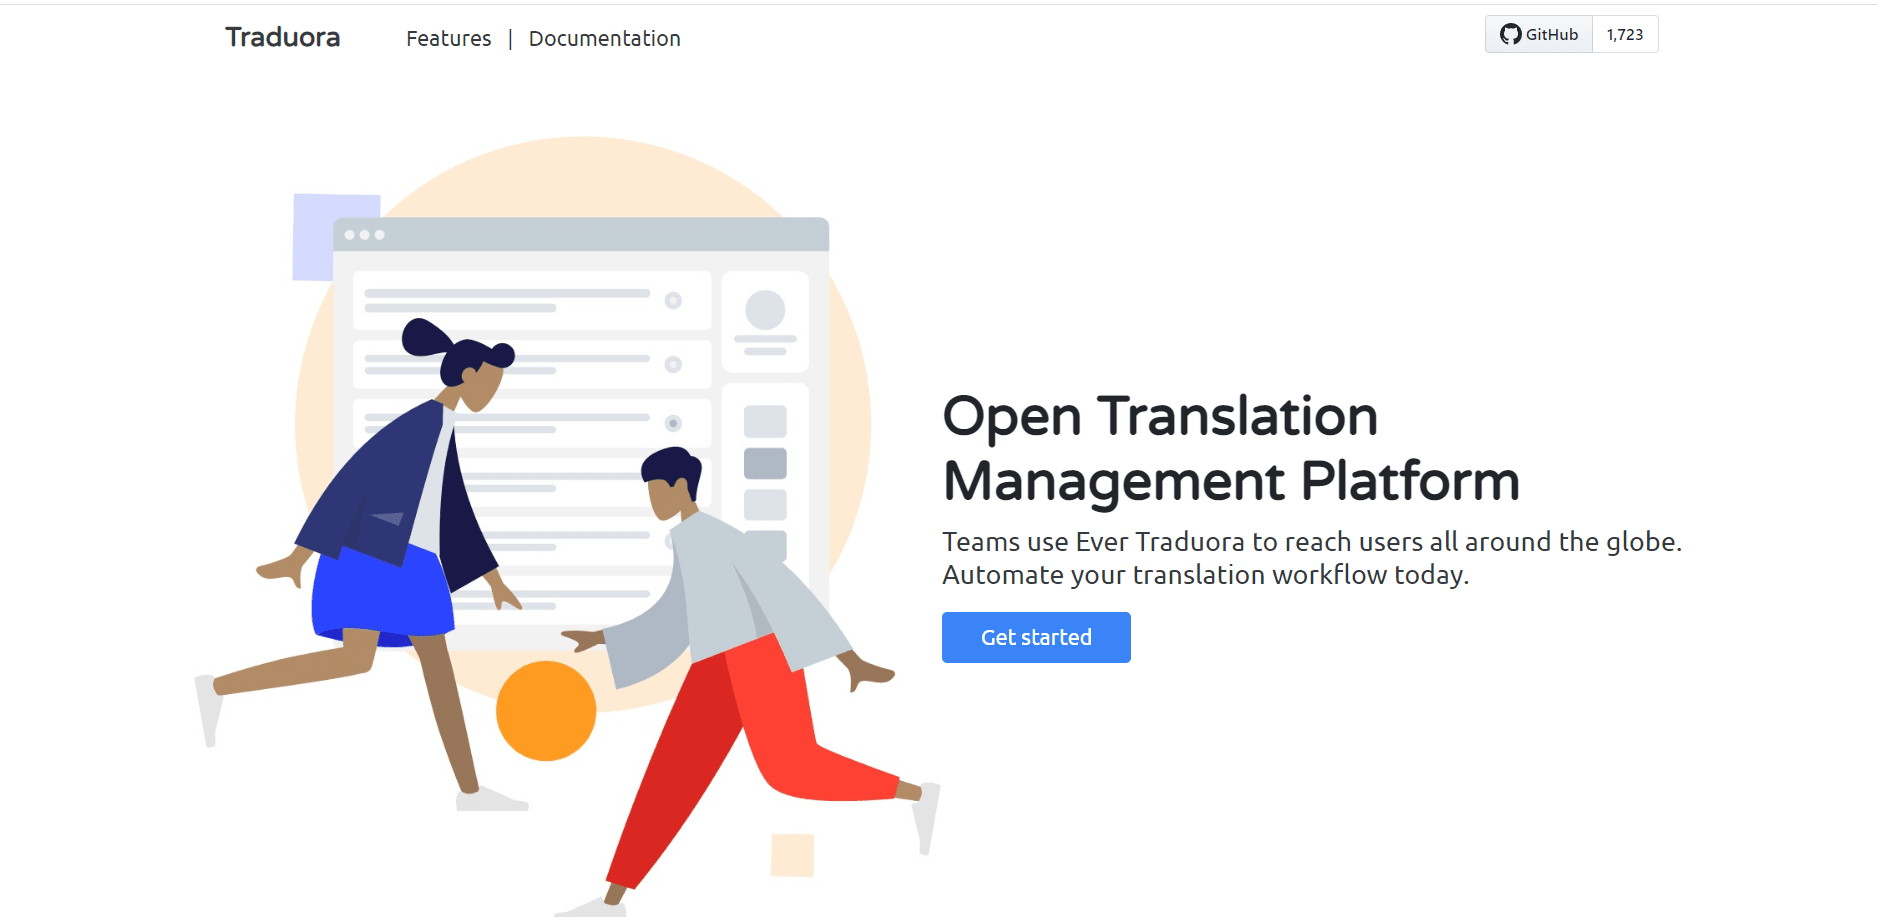 Traduora
Features | Documentation
GitHub 1,723
Open Translation
Management Platform
Teams use Ever Traduora to reach users all around the globe.
Automate your translation workflow today.
Get started